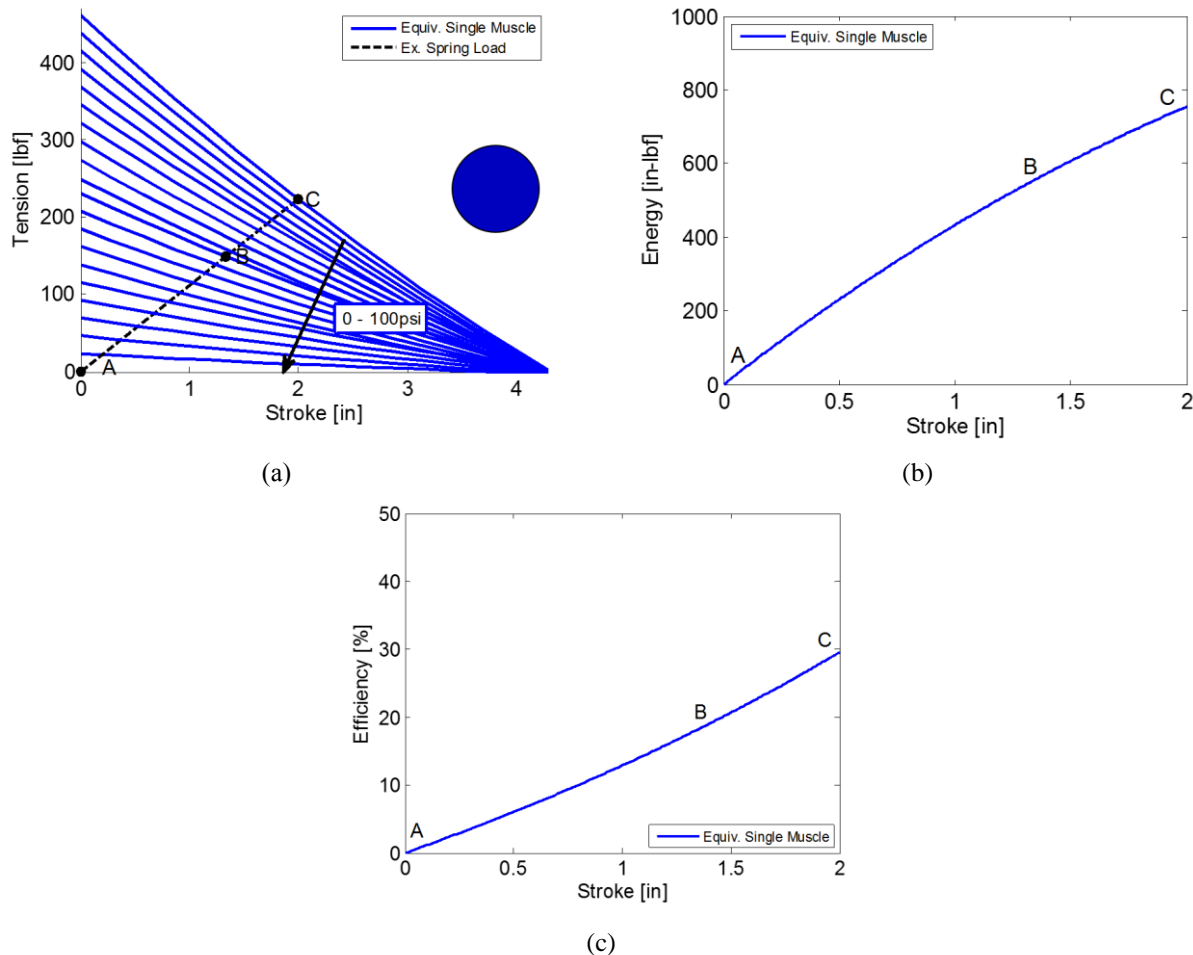 Equiv. Single Muscle
Ex. Spring Load
400
300
200
100
0
Tension [lbf]
A
B
C
0 - 100psi
0 1 2 3 4
Stroke [in]
(a)
Equiv. Single Muscle
1000
800
600
400
200
0
Energy [in-lbf]
A
B
C
0 0.5 1 1.5 2
Stroke [in]
(b)
50
40
30
20
10
0
Efficiency [%]
A
B
C
Equiv. Single Muscle
0 0.5 1 1.5 2
Stroke [in]
(c)